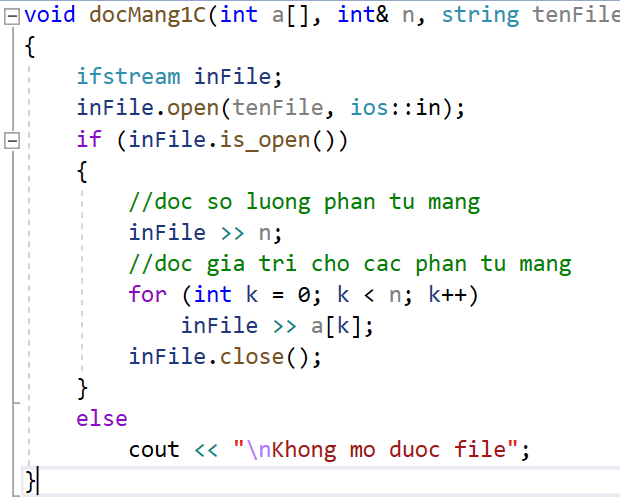 void docMang1C(int a[], int& n, string tenFile
{
ifstream inFile;
inFile.open(tenFile, ios::in);
if (inFile.is_open())
{
//doc so luong phan tu mang
inFile >> n;
//doc gia tri cho cac phan tu mang
for (int k = 0; k < n; k++)
inFile >> a[k];
inFile.close();
}
else
cout << "\nKhong mo duoc file";
}